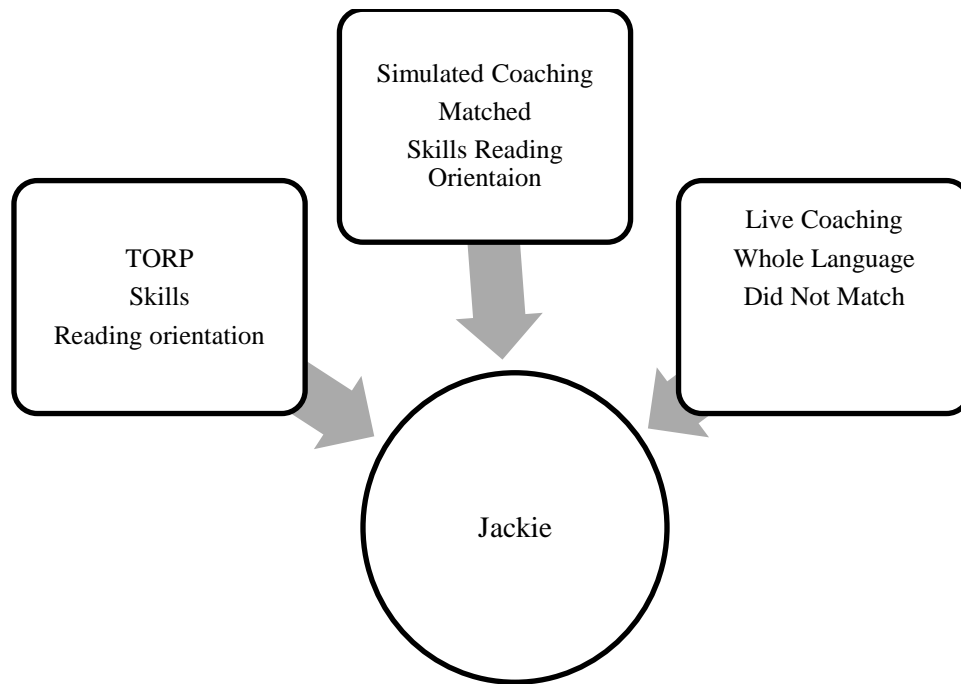 Simulated Coaching
Matched
Skills Reading
Orientaion
TORP
Skills
Reading orientation
Live Coaching
Whole Language
Did Not Match
Jackie